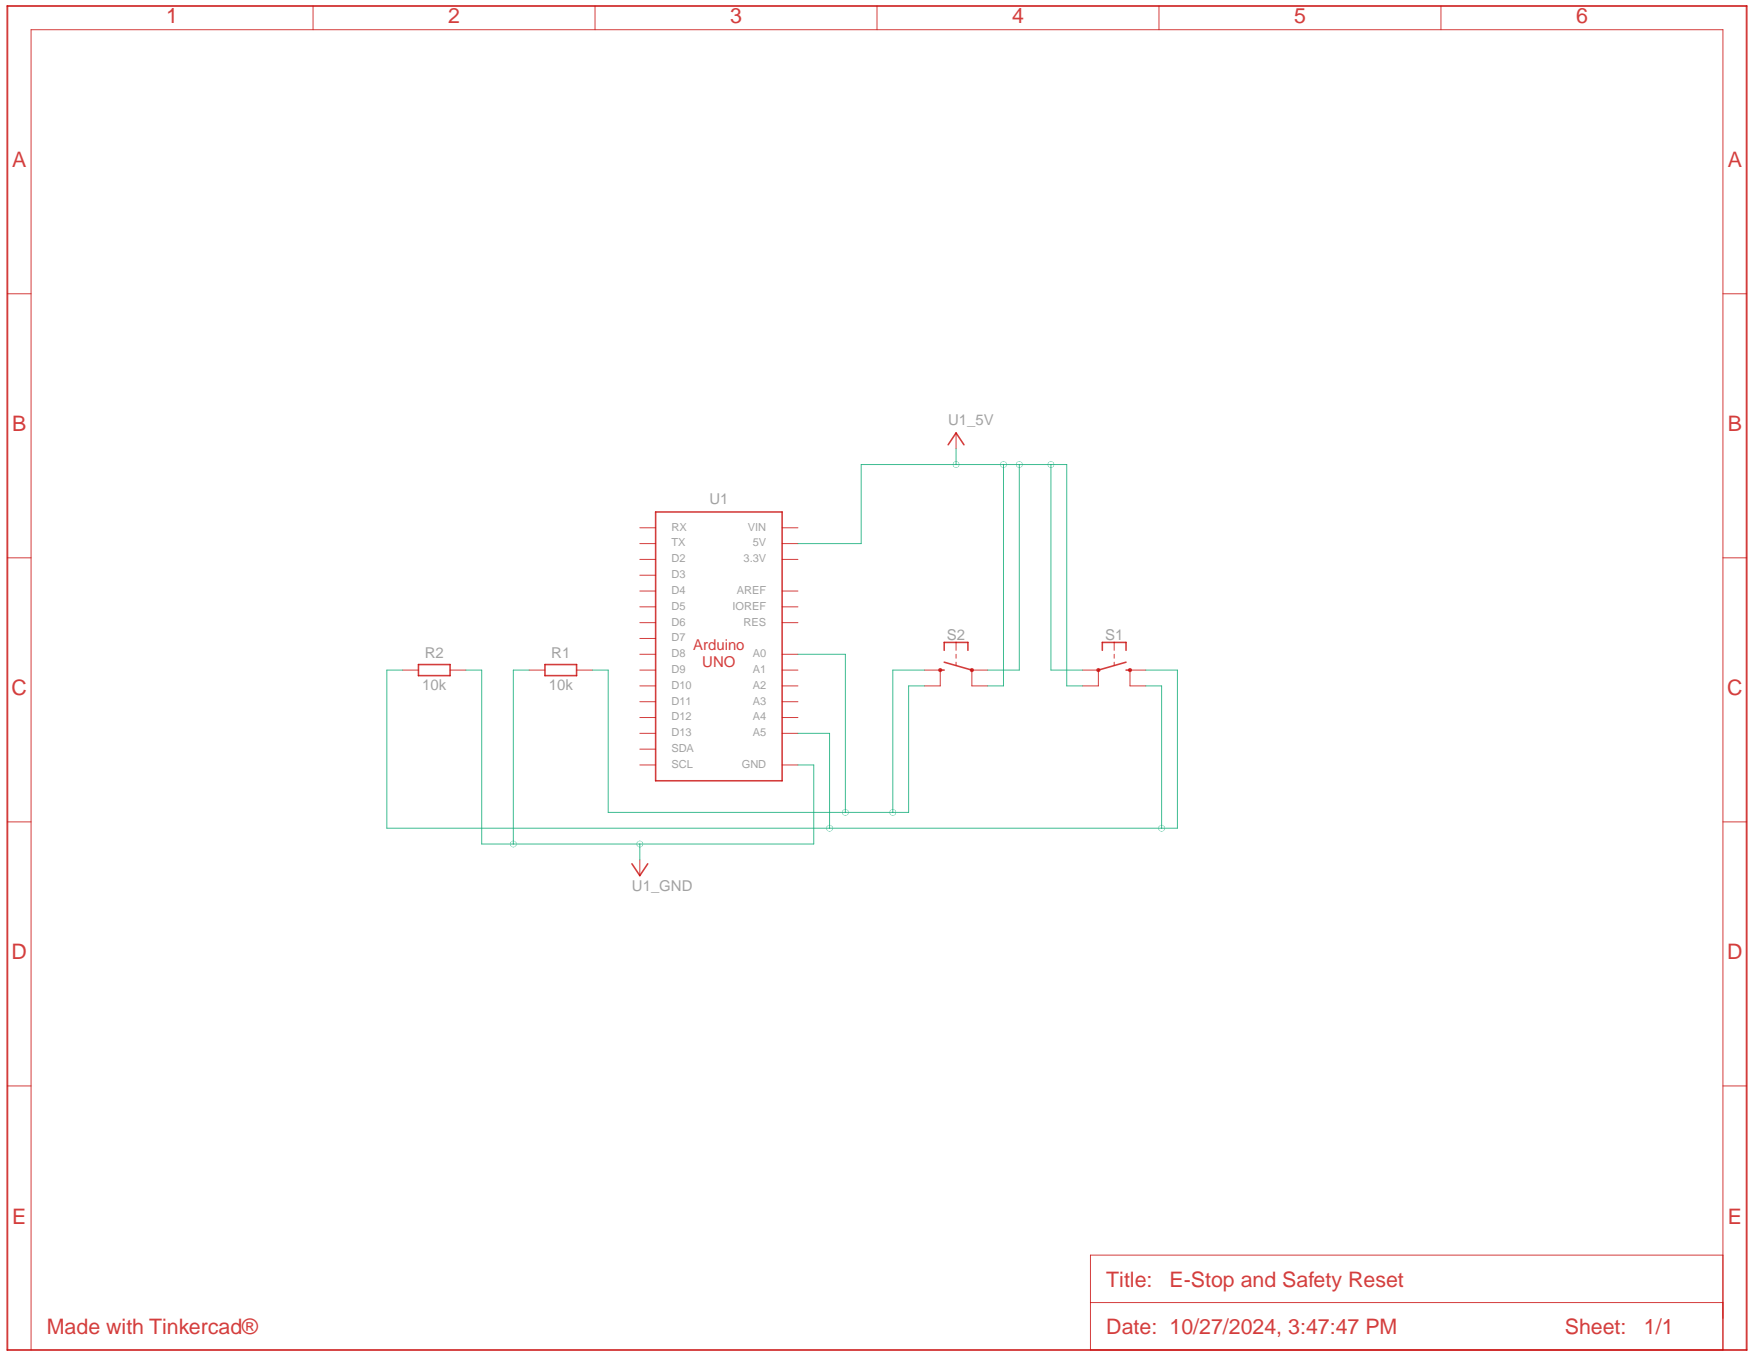 1 2 3 4 5 6
A A
B B
U1_5V
U1
RX VIN
TX 5V
D2 3.3V
D3
D4 AREF
D5 IOREF
D6 RES
D7
Arduino
UNO
D8 A0
D9 A1
D10 A2
D11 A3
D12 A4
D13 A5
SDA
SCL GND
S2 S1
R2 R1
10k 10k
C C
U1_GND
D D
E E
Title: E-Stop and Safety Reset
Made with Tinkercad®
Date: 10/27/2024, 3:47:47 PM Sheet: 1/1